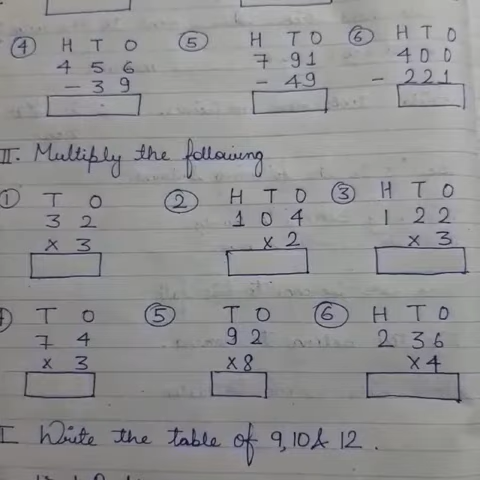 ④ H T O ⑤ H T O ⑥ H T O
4 5 6 7 9 1 4 0 0
- 3 9 - 4 9 - 2 2 1
II. Multiply the following
① T O ② H T O ③ H T O
3 2 1 0 4 1 2 2
x 3 x 2 x 3
T O ⑤ T O ⑥ H T O
7 4 9 2 2 3 6
x 3 x 8 x 4
I Write the table of 9, 10 & 12.